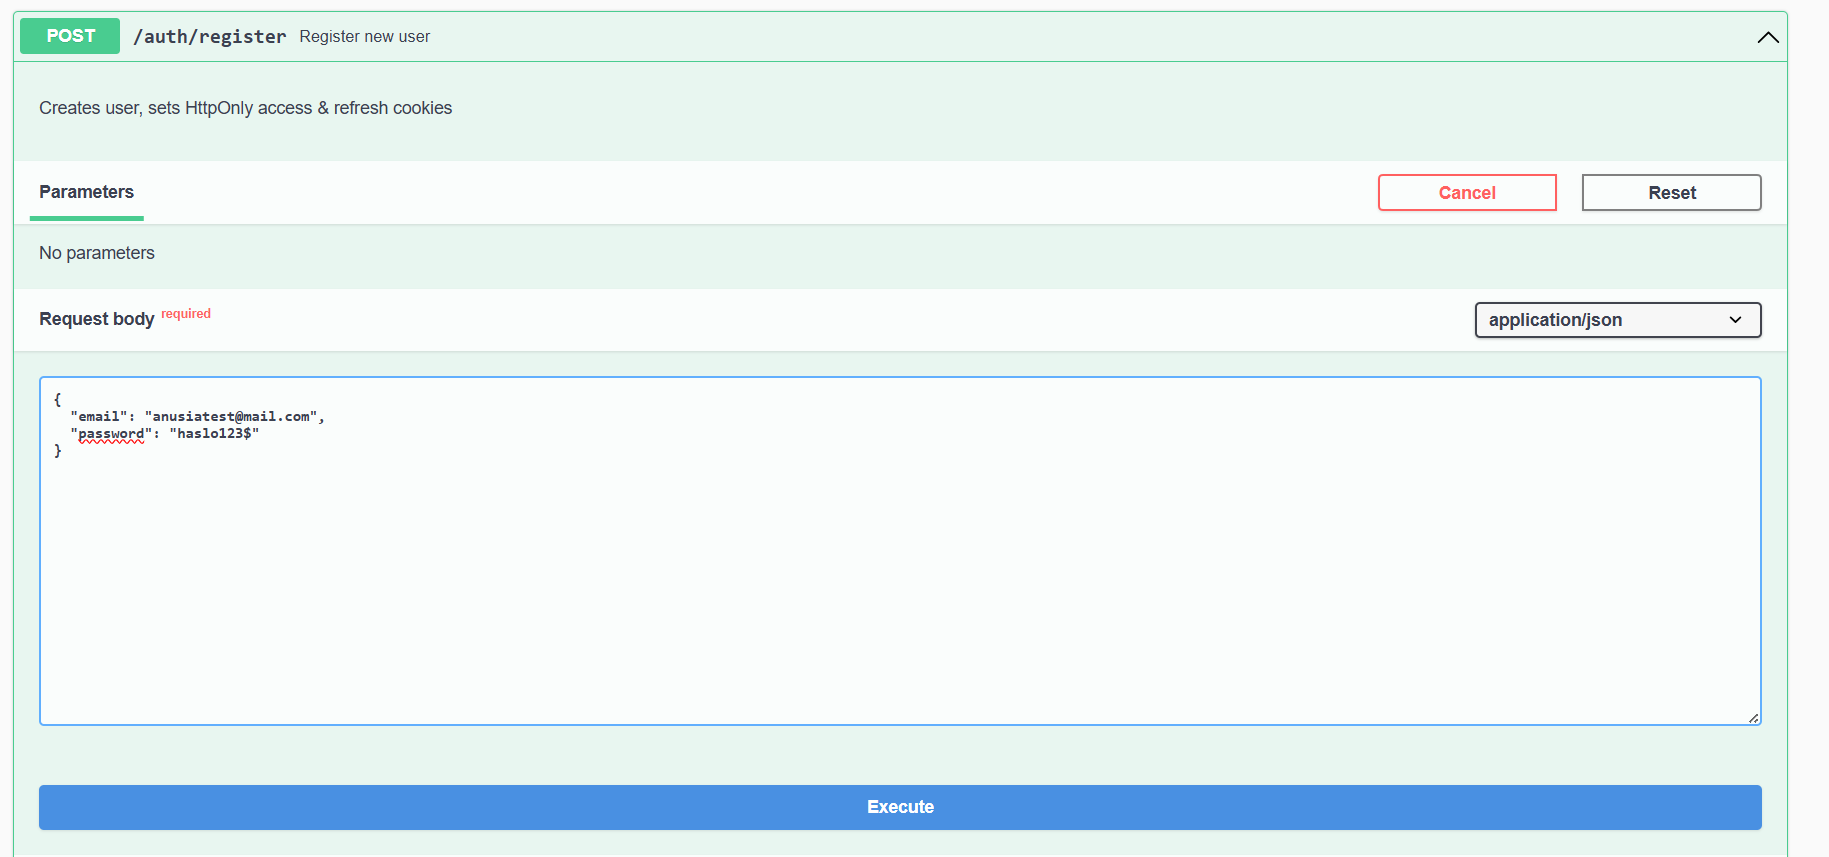 POST /auth/register Register new user
Creates user, sets HttpOnly access & refresh cookies
Parameters
Cancel
Reset
No parameters
Request body required
application/json
{
  "email": "anusiatest@mail.com",
  "password": "haslo123$"
}
Execute